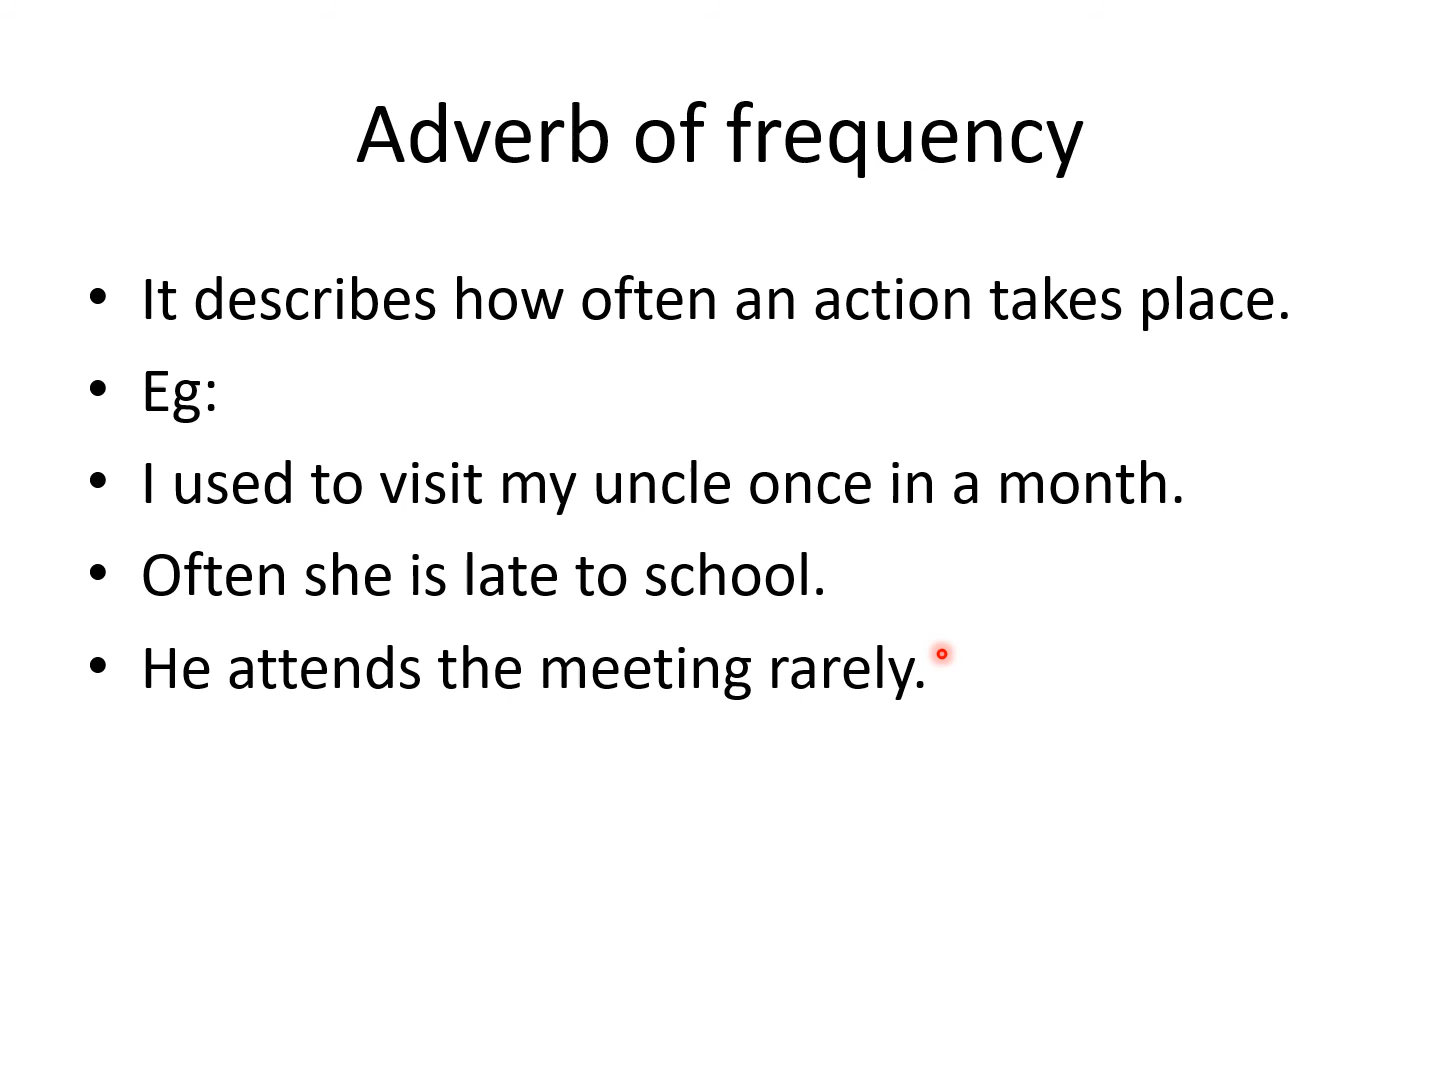 Adverb of frequency
• It describes how often an action takes place.
• Eg:
• I used to visit my uncle once in a month.
• Often she is late to school.
• He attends the meeting rarely.